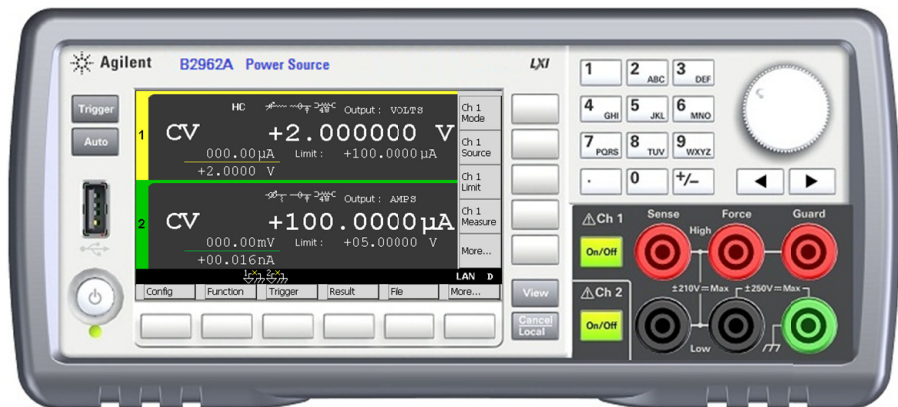 Agilent B2962A Power Source LXI
Trigger
Auto
1
HC Output: VOLTS
CV +2.000000 V
000.00µA Limit: +100.0000µA
+2.0000 V
2
Output: AMPS
CV +100.0000µA
000.00mV Limit: +05.00000 V
+00.016nA
Ch 1
Mode
Ch 1
Source
Ch 1
Limit
Ch 1
Measure
More...
1 2 LAN D
Config Function Trigger Result File More...
View
Cancel
Local
1 2 ABC 3 DEF
4 GHI 5 JKL 6 MNO
7 PQRS 8 TUV 9 WXYZ
. 0 +/-
Ch 1 Sense Force Guard
High
On/Off
±210V Max ±250V Max
Ch 2
On/Off
Low